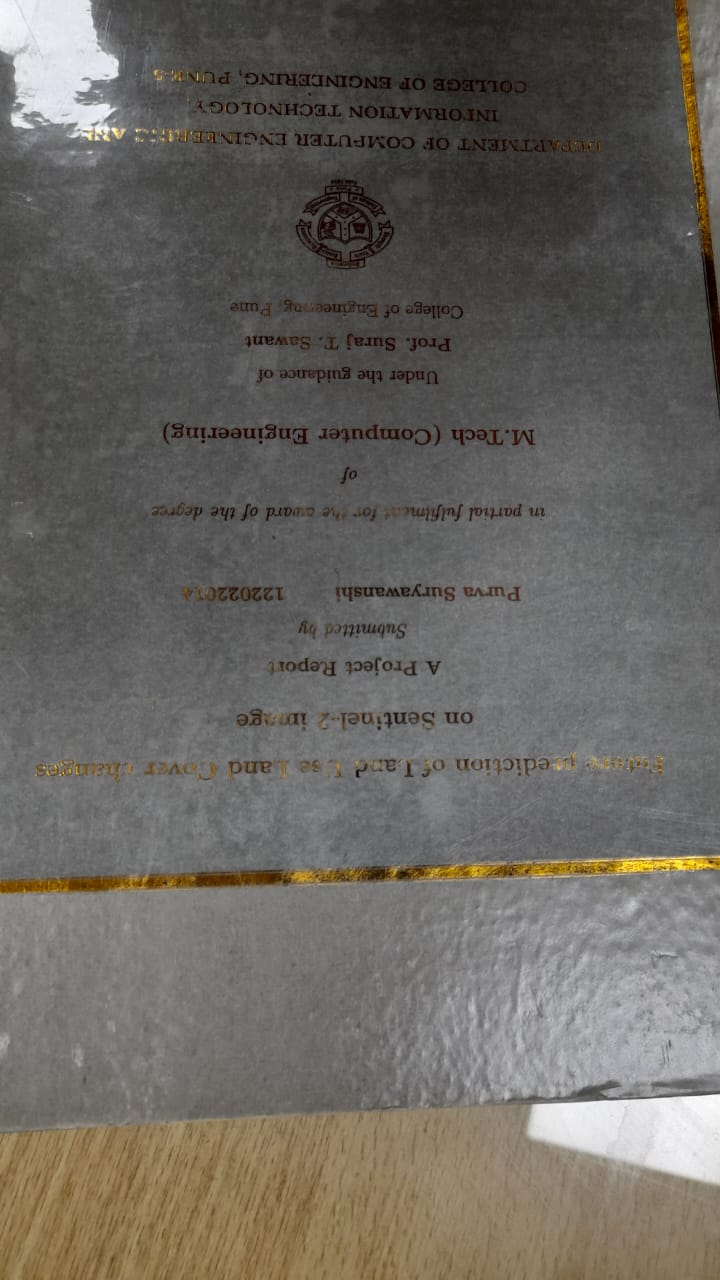 Future prediction of Land Use Land Cover changes
on Sentinel-2 image
A Project Report
Submitted by
Purva Suryawanshi 122022014
in partial fulfilment for the award of the degree
of
M.Tech (Computer Engineering)
Under the guidance of
Prof. Suraj T. Sawant
College of Engineering, Pune
DEPARTMENT OF COMPUTER ENGINEERING AND
INFORMATION TECHNOLOGY,
COLLEGE OF ENGINEERING, PUNE-5